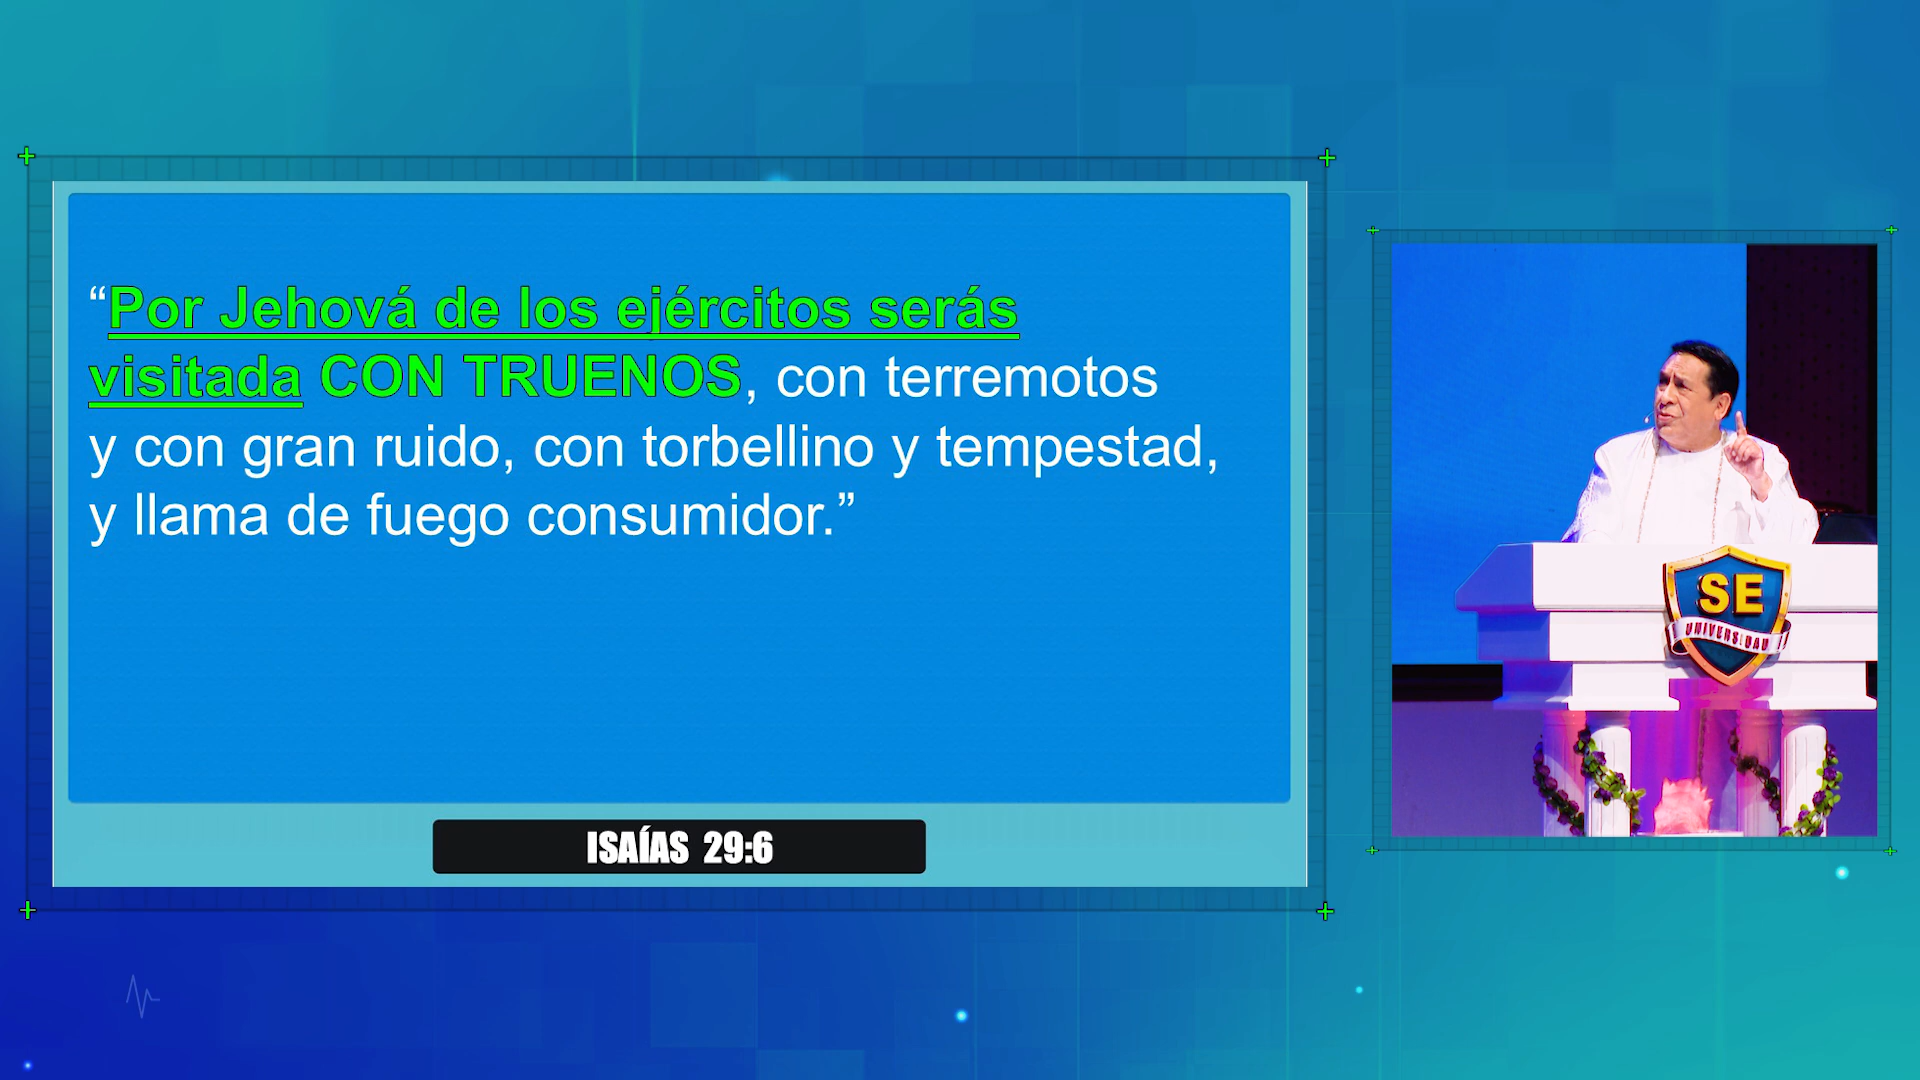 “Por Jehová de los ejércitos serás
visitada CON TRUENOS, con terremotos
y con gran ruido, con torbellino y tempestad,
y llama de fuego consumidor.”
ISAÍAS 29:6
SE
UNIVERSIDAD